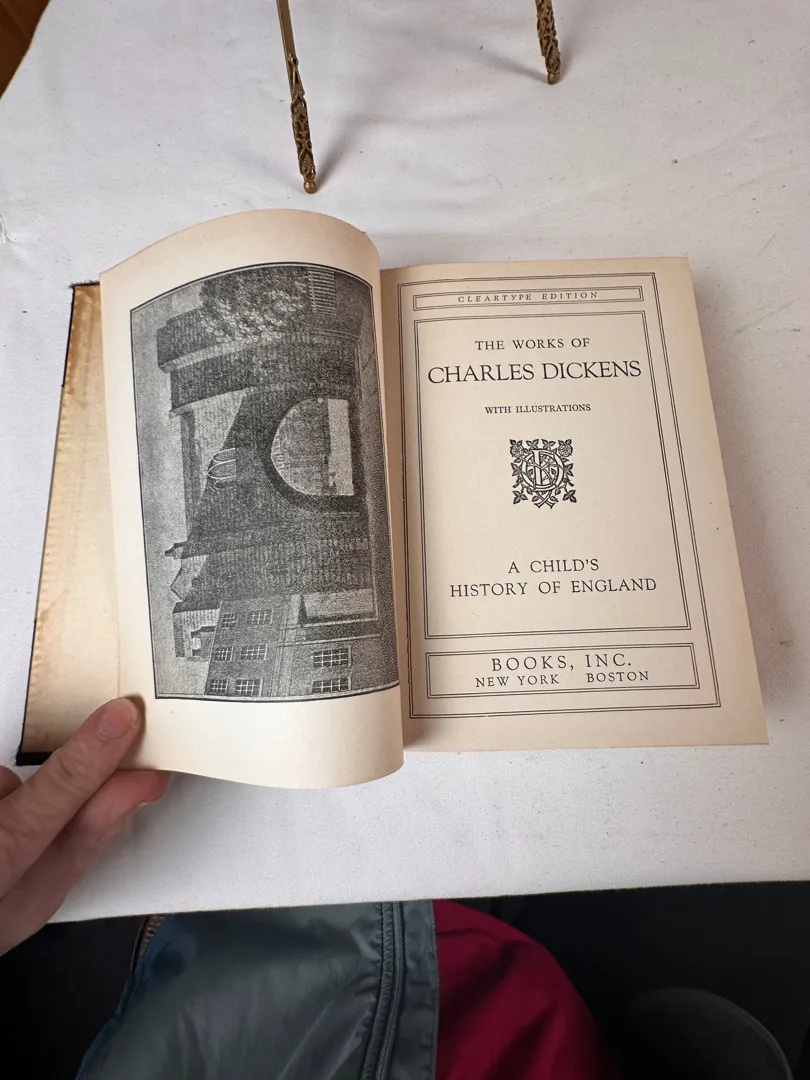 CLEARTYPE EDITION
THE WORKS OF
CHARLES DICKENS
WITH ILLUSTRATIONS
A CHILD'S
HISTORY OF ENGLAND
BOOKS, INC.
NEW YORK BOSTON